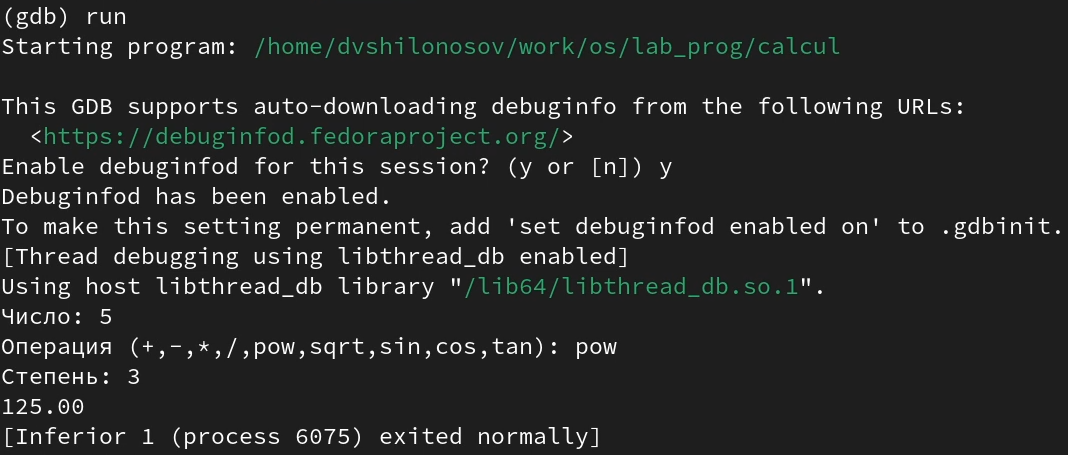 (gdb) run
Starting program: /home/dvshilonosov/work/os/lab_prog/calcul
This GDB supports auto-downloading debuginfo from the following URLs:
<https://debuginfod.fedoraproject.org/>
Enable debuginfod for this session? (y or [n]) y
Debuginfod has been enabled.
To make this setting permanent, add 'set debuginfod enabled on' to .gdbinit.
[Thread debugging using libthread_db enabled]
Using host libthread_db library "/lib64/libthread_db.so.1".
Число: 5
Операция (+,-,*,/,pow,sqrt,sin,cos,tan): pow
Степень: 3
125.00
[Inferior 1 (process 6075) exited normally]